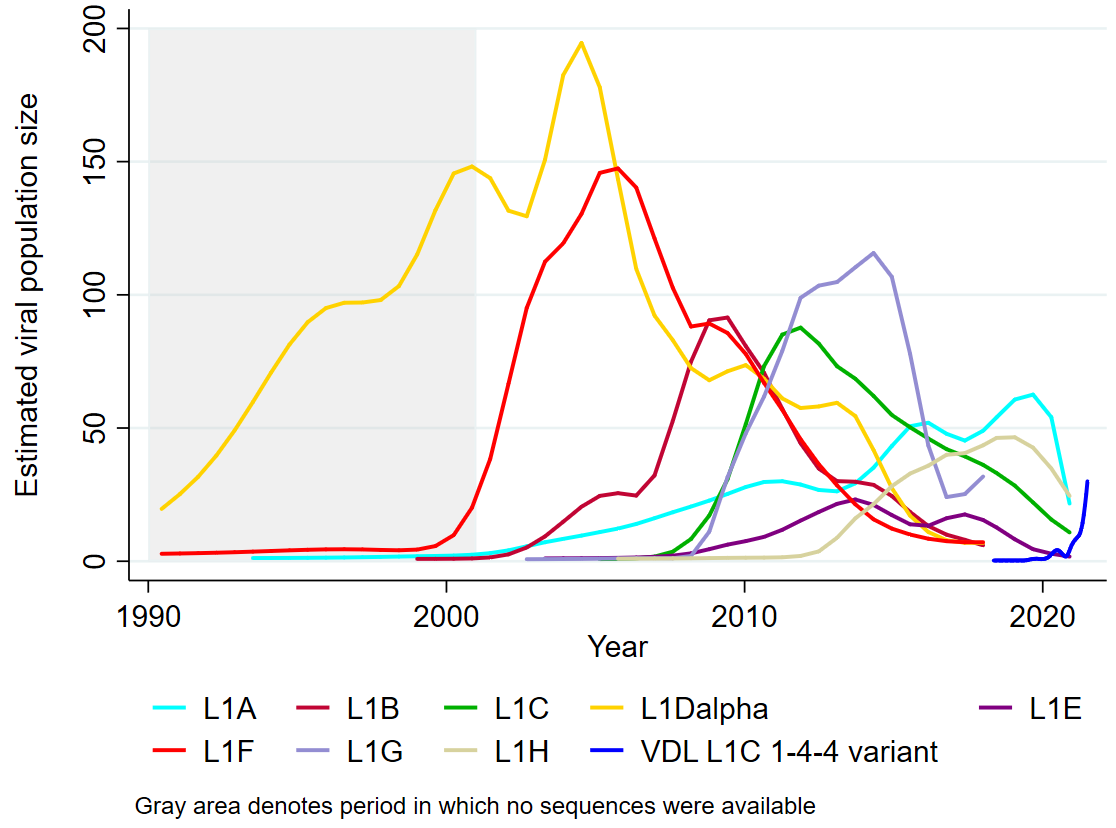 Estimated viral population size
200
150
100
50
0
1990 2000 2010 2020
Year
L1A L1B L1C L1Dalpha L1E
L1F L1G L1H VDL L1C 1-4-4 variant
Gray area denotes period in which no sequences were available